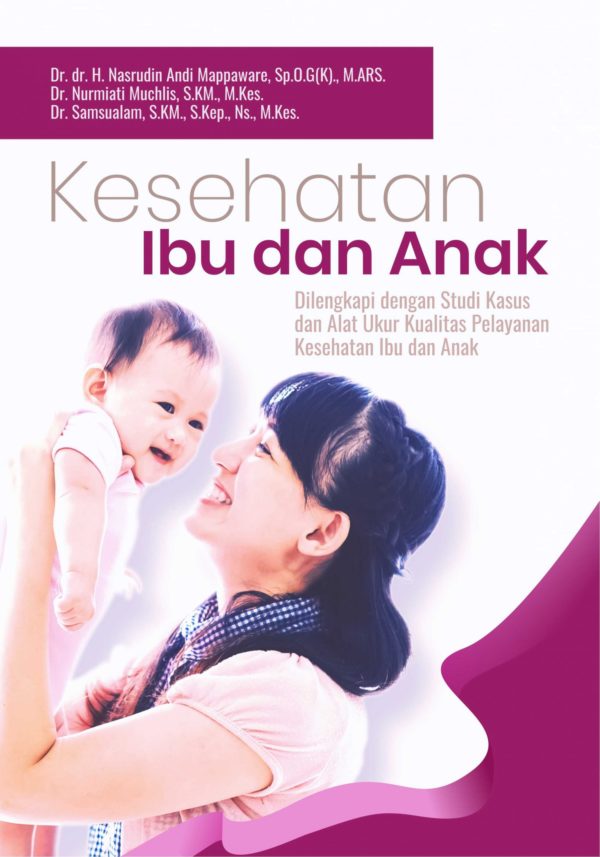 Dr. dr. H. Nasrudin Andi Mappaware, Sp.O.G(K)., M.ARS.
Dr. Nurmiati Muchlis, S.KM., M.Kes.
Dr. Samsualam, S.KM., S.Kep., Ns., M.Kes.
Kesehatan
Ibu dan Anak
Dilengkapi dengan Studi Kasus
dan Alat Ukur Kualitas Pelayanan
Kesehatan Ibu dan Anak